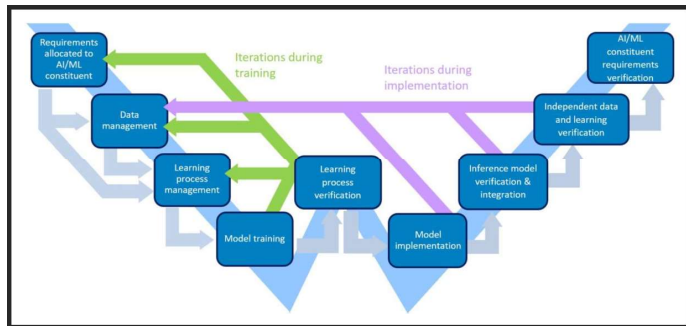 Requirements
allocated to
AI/ML
constituent
Iterations during
training
Iterations during
implementation
AI/ML
constituent
requirements
verification
Data
management
Independent data
and learning
verification
Learning
process
management
Learning
process
verification
Inference model
verification &
integration
Model training
Model
implementation